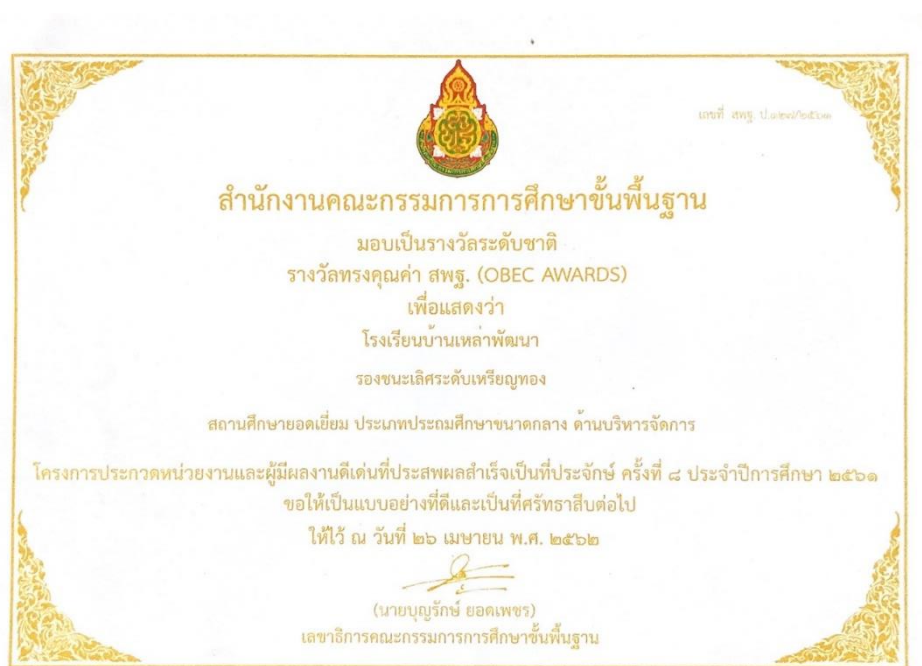 เลขที่ สพฐ ป.๑๒๗/๒๕๖๑
สำนักงานคณะกรรมการการศึกษาขั้นพื้นฐาน
มอบเป็นรางวัลระดับชาติ
รางวัลทรงคุณค่า สพฐ. (OBEC AWARDS)
เพื่อแสดงว่า
โรงเรียนบ้านเหล่าพัฒนา
รองชนะเลิศระดับเหรียญทอง
สถานศึกษายอดเยี่ยม ประเภทประถมศึกษาขนาดกลาง ด้านบริหารจัดการ
โครงการประกวดหน่วยงานและผู้มีผลงานดีเด่นที่ประสพผลสำเร็จเป็นที่ประจักษ์ ครั้งที่ ๘ ประจำปีการศึกษา ๒๕๖๑
ขอให้เป็นแบบอย่างที่ดีและเป็นที่ศรัทธาสืบต่อไป
ให้ไว้ ณ วันที่ ๒๖ เมษายน พ.ศ. ๒๕๖๒
(นายบุญรักษ์ ยอดเพชร)
เลขาธิการคณะกรรมการการศึกษาขั้นพื้นฐาน